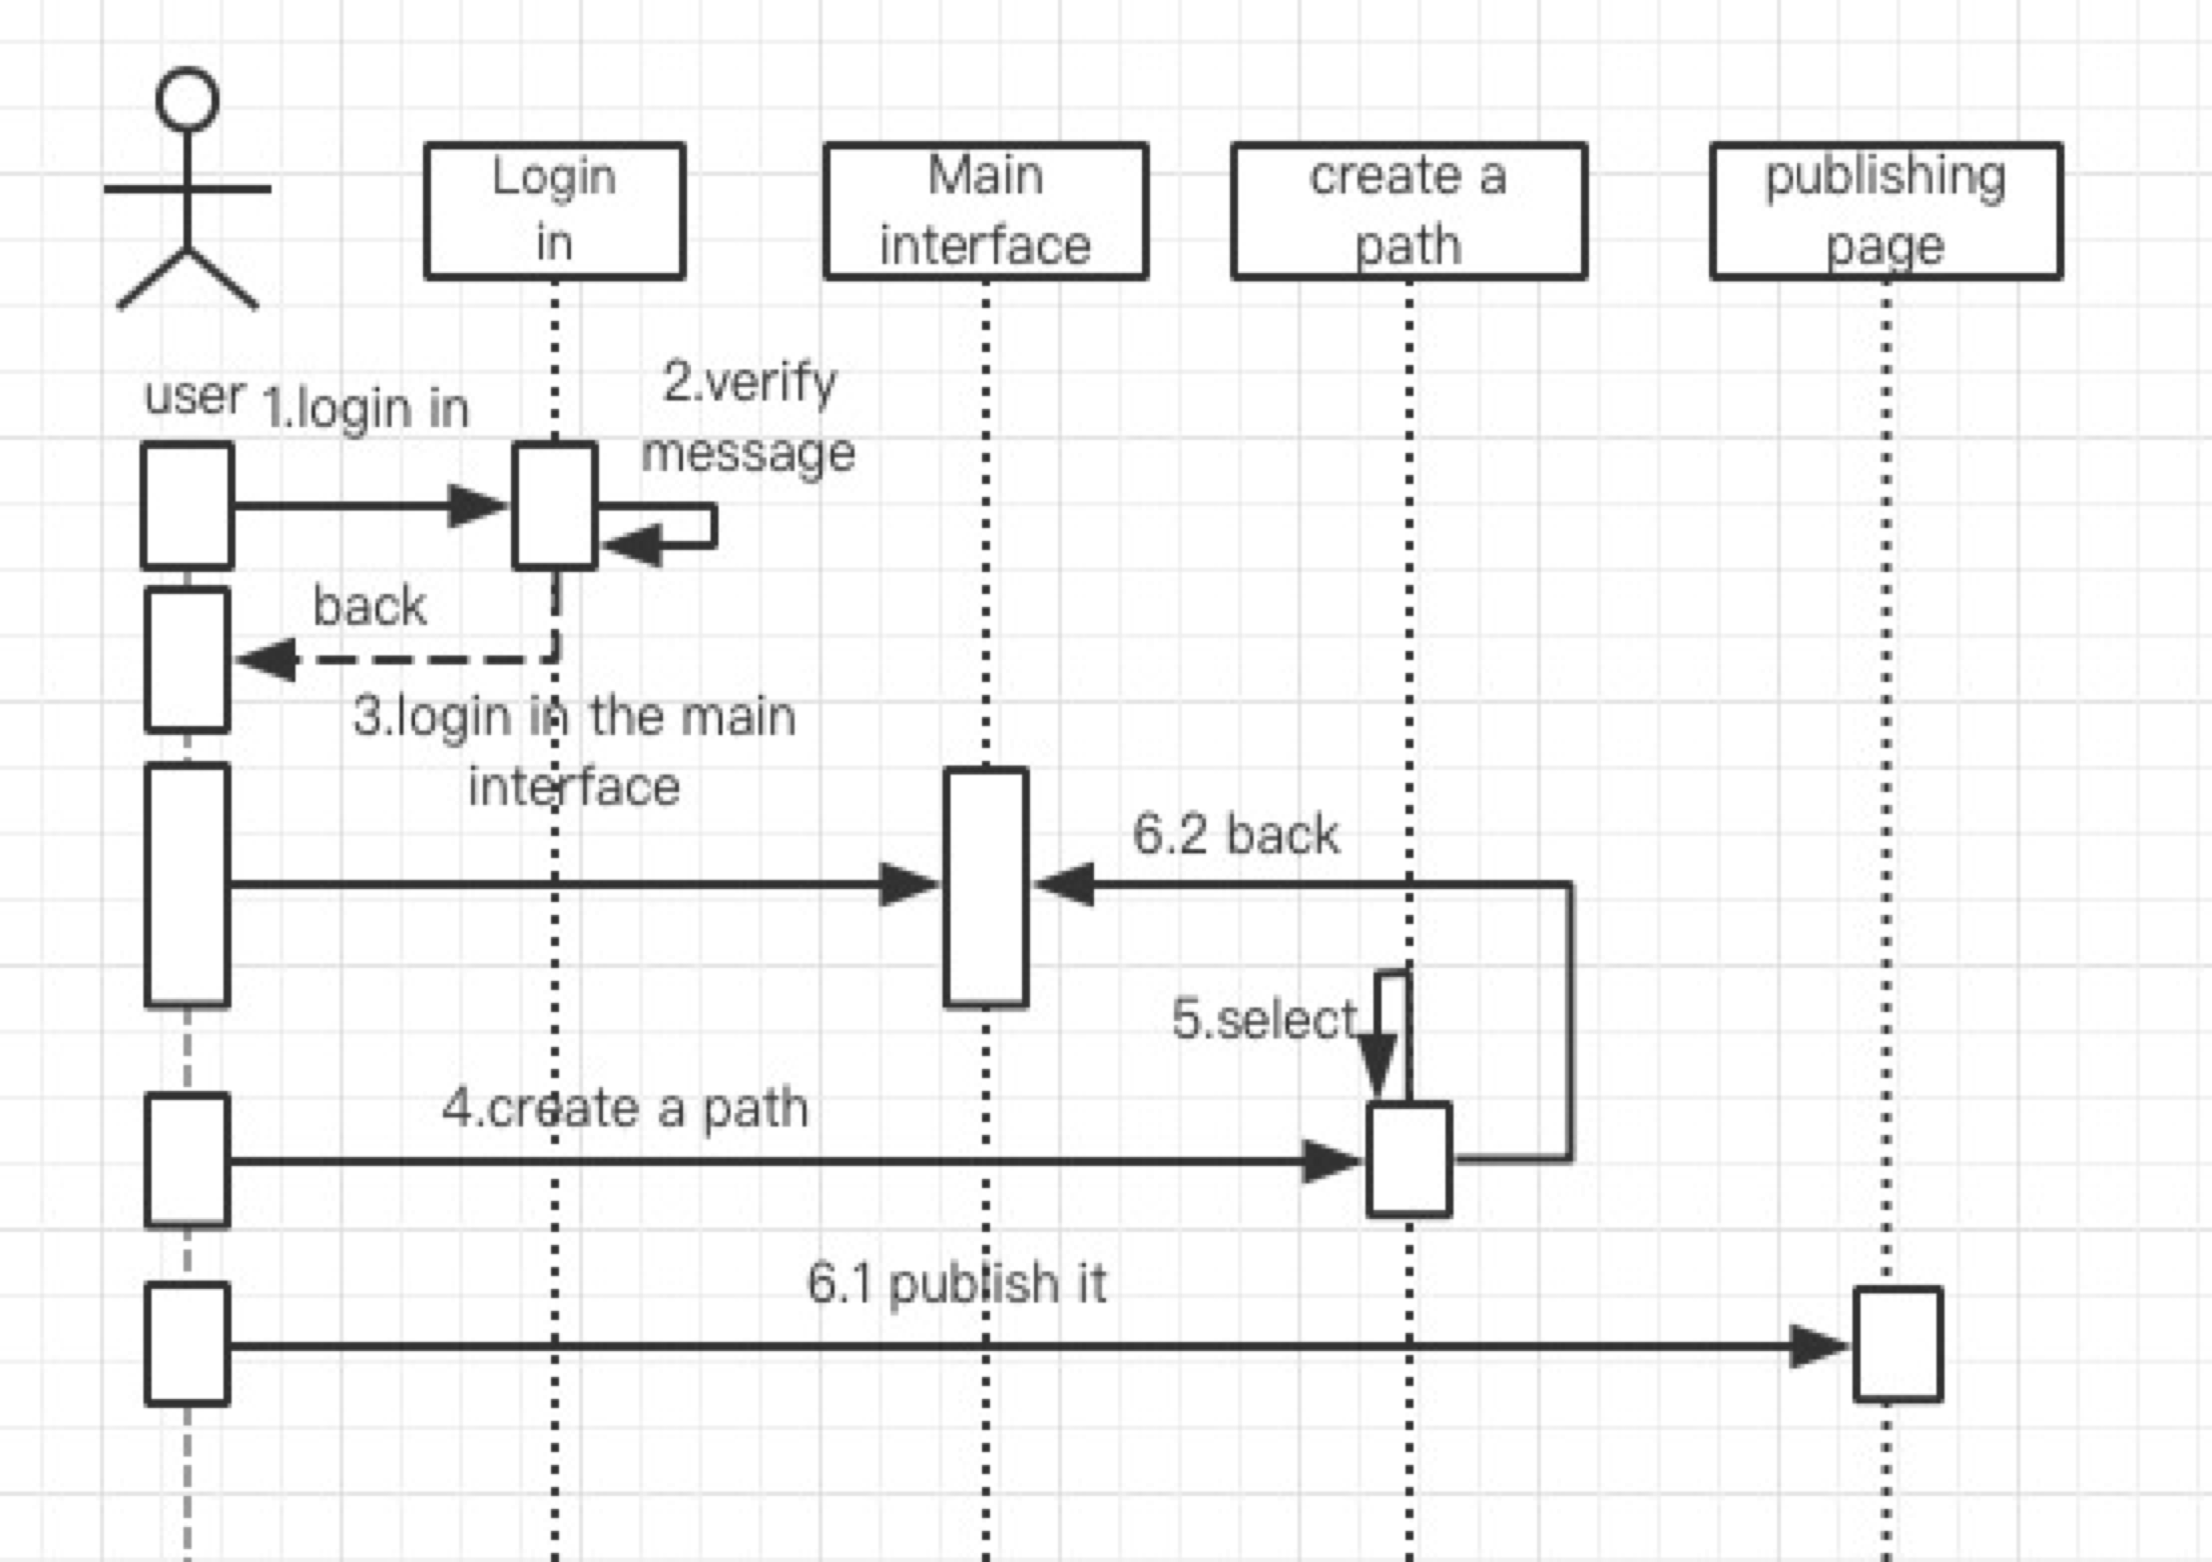 Login
in
Main
interface
create a
path
publishing
page
user
1.login in
2.verify
message
back
3.login in the main
interface
6.2 back
5.select
4.create a path
6.1 publish it